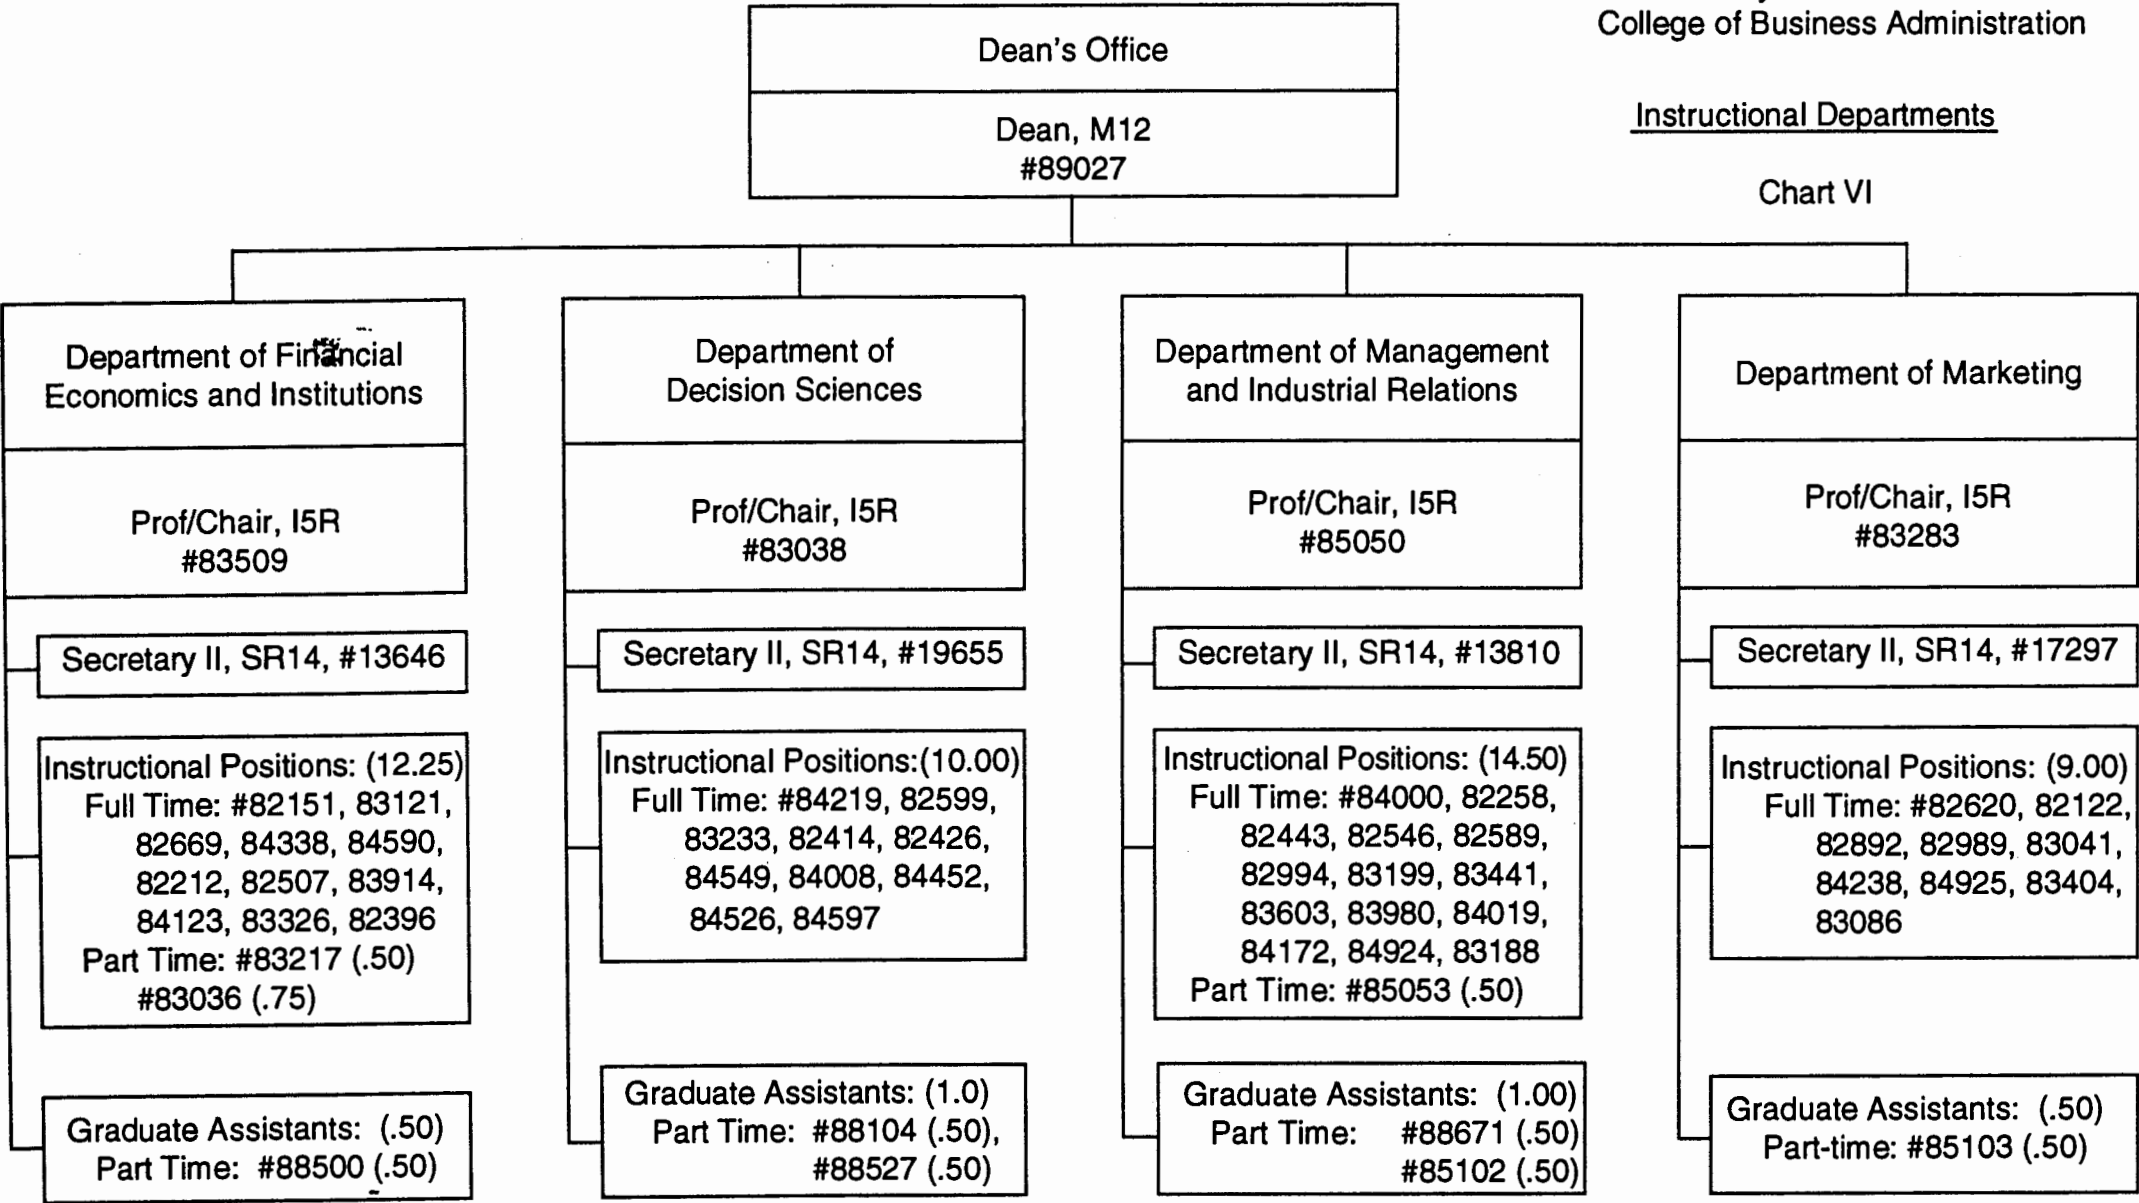 College of Business Administration
Instructional Departments
Chart VI
Dean's Office
Dean, M12
#89027
Department of Financial
Economics and Institutions
Prof/Chair, I5R
#83509
Secretary II, SR14, #13646
Instructional Positions: (12.25)
Full Time: #82151, 83121,
82669, 84338, 84590,
82212, 82507, 83914,
84123, 83326, 82396
Part Time: #83217 (.50)
#83036 (.75)
Graduate Assistants: (.50)
Part Time: #88500 (.50)
Department of
Decision Sciences
Prof/Chair, I5R
#83038
Secretary II, SR14, #19655
Instructional Positions:(10.00)
Full Time: #84219, 82599,
83233, 82414, 82426,
84549, 84008, 84452,
84526, 84597
Graduate Assistants: (1.0)
Part Time: #88104 (.50),
#88527 (.50)
Department of Management
and Industrial Relations
Prof/Chair, I5R
#85050
Secretary II, SR14, #13810
Instructional Positions: (14.50)
Full Time: #84000, 82258,
82443, 82546, 82589,
82994, 83199, 83441,
83603, 83980, 84019,
84172, 84924, 83188
Part Time: #85053 (.50)
Graduate Assistants: (1.00)
Part Time: #88671 (.50)
#85102 (.50)
Department of Marketing
Prof/Chair, I5R
#83283
Secretary II, SR14, #17297
Instructional Positions: (9.00)
Full Time: #82620, 82122,
82892, 82989, 83041,
84238, 84925, 83404,
83086
Graduate Assistants: (.50)
Part-time: #85103 (.50)